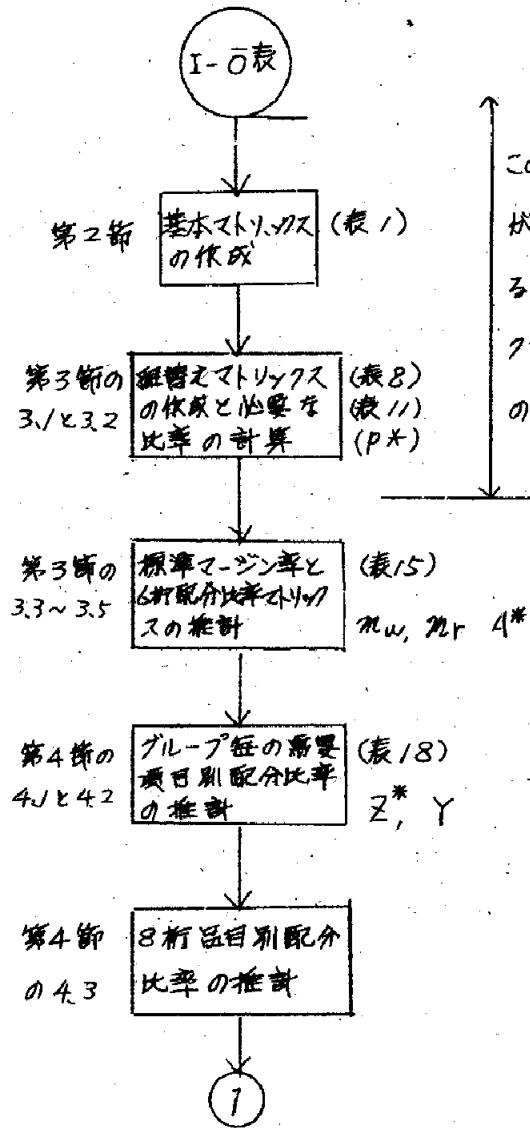 I-O表
第2節
基本マトリックス
の作成
(表1)
第3節の
3.1と3.2
組替えマトリックス
の作成と必要な
比率の計算
(表8)
(表11)
(P*)
第3節の
3.3~3.5
標準マージン率と
6桁配分比率マトリック
スの推計
(表15)
mw, mr A*
第4節の
4.1と4.2
グループ毎の需要
項目別配分比率
の推計
(表18)
Z*, Y
第4節
の4.3
8桁品目別配分
比率の推計
1
こ
状
る
ク
の